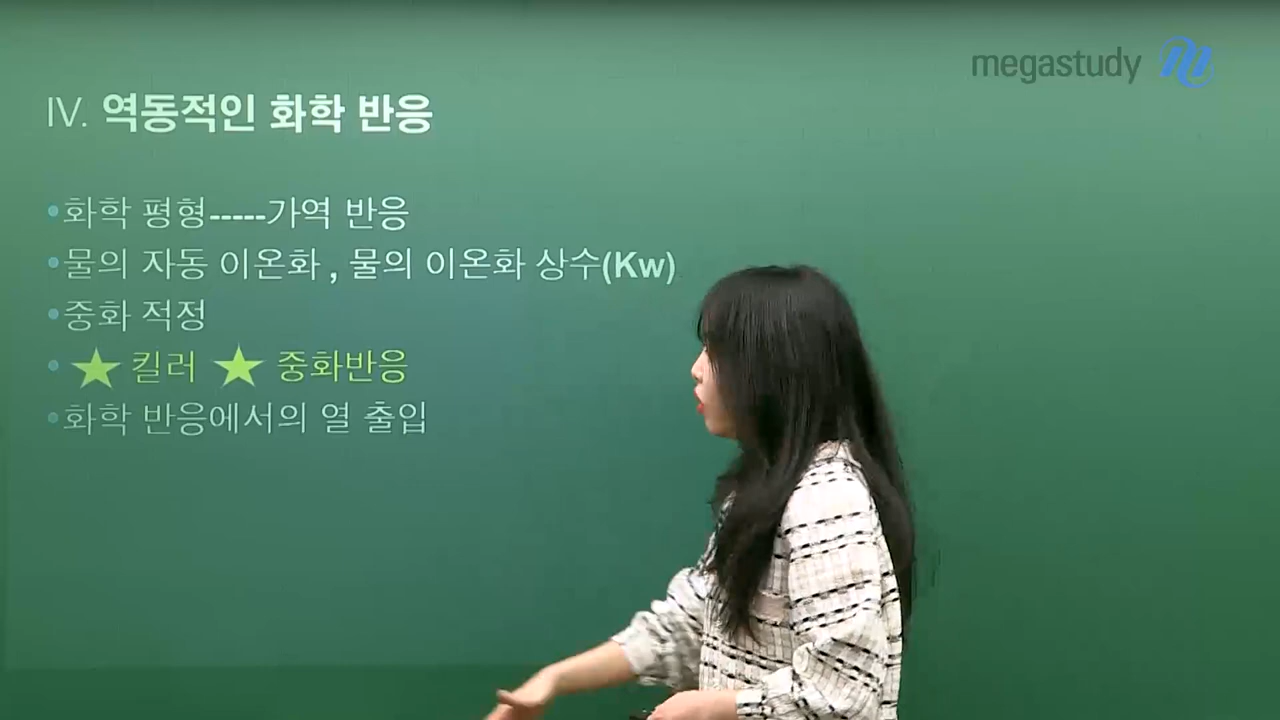 megastudy
IV. 역동적인 화학 반응
•화학 평형-----가역 반응
•물의 자동 이온화 , 물의 이온화 상수(Kw)
•중화 적정
• ★ 킬러 ★ 중화반응
•화학 반응에서의 열 출입